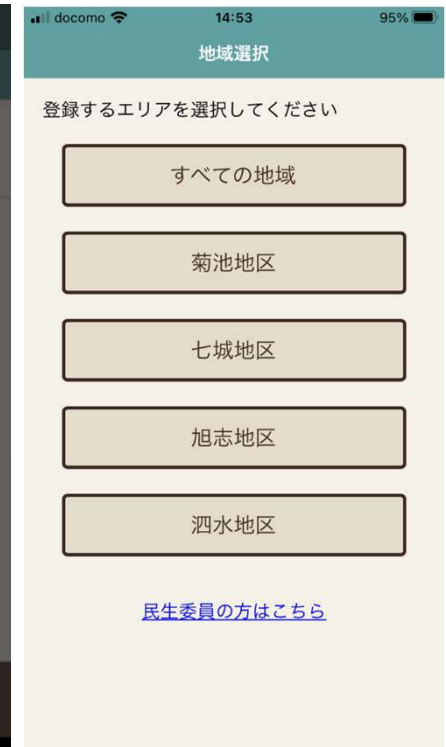 docomo 14:53 95%
地域選択
登録するエリアを選択してください
すべての地域
菊池地区
七城地区
旭志地区
泗水地区
民生委員の方はこちら